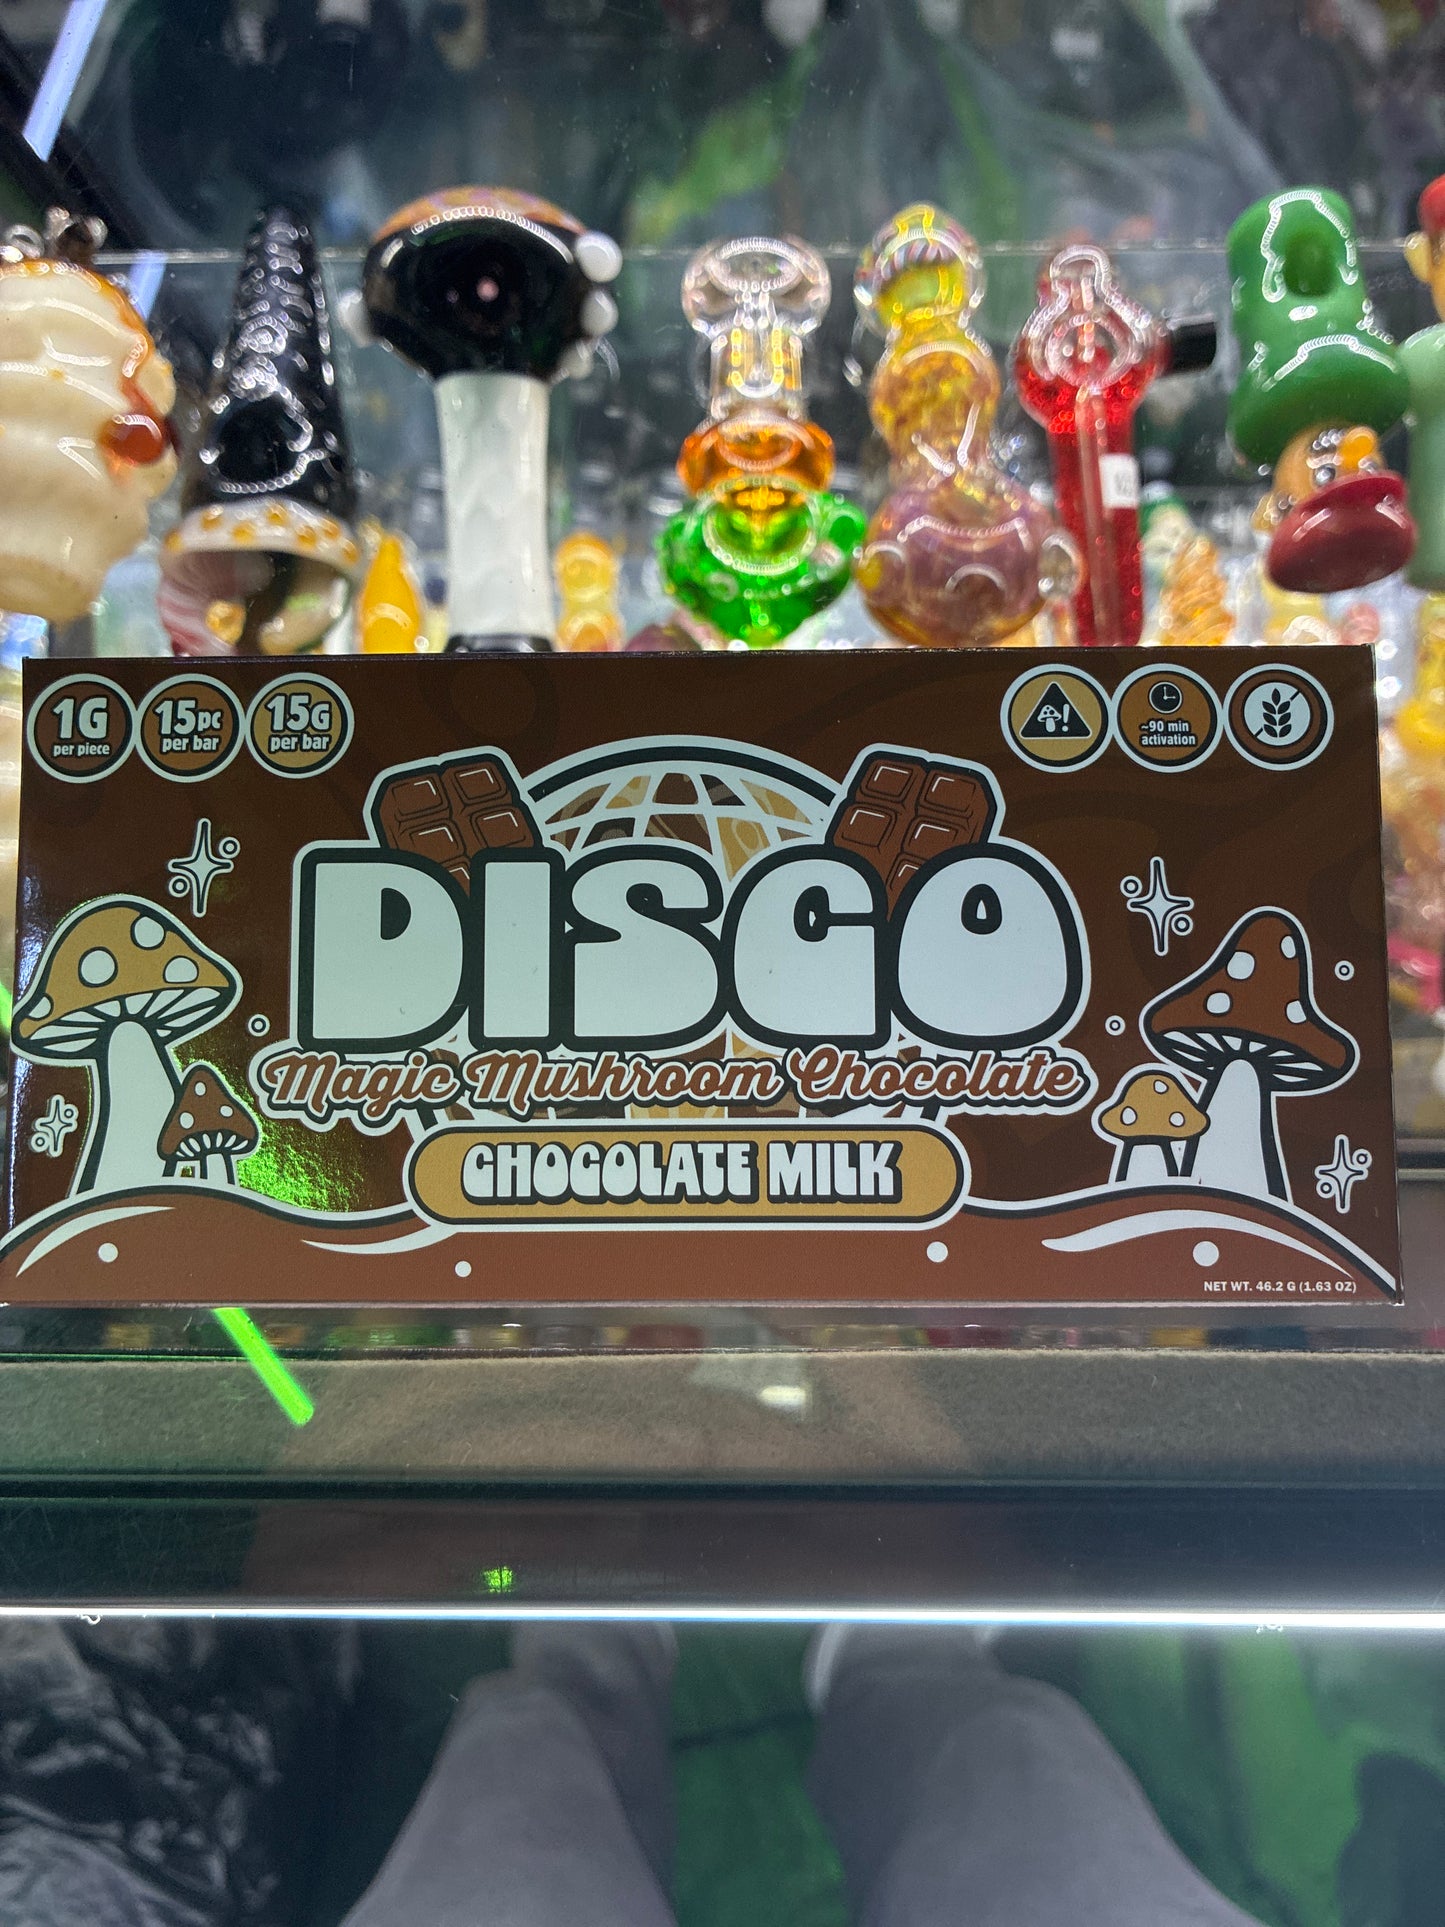 1G
per piece
15pc
per bar
15G
per bar
~90 min
activation
DISCO
Magic Mushroom Chocolate
CHOCOLATE MILK
NET WT. 46.2 G (1.63 OZ)